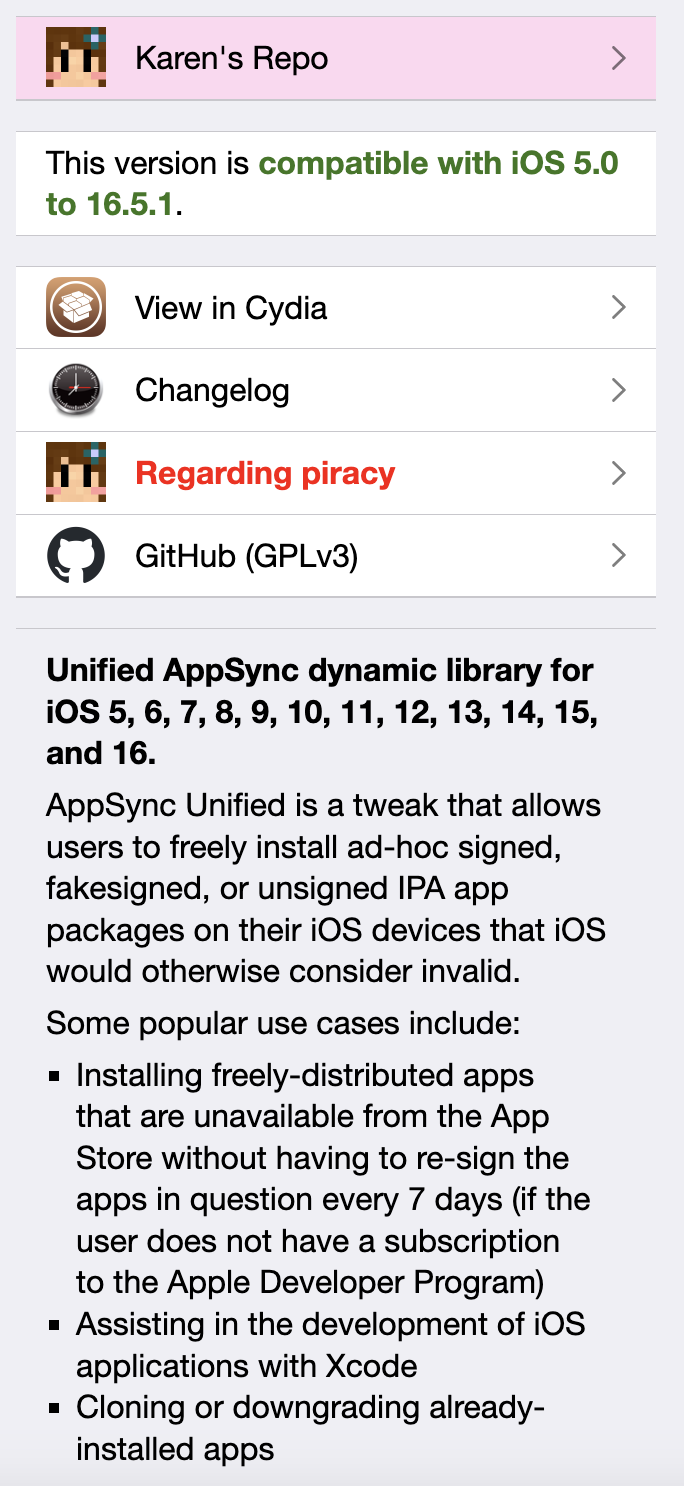 Karen's Repo
This version is compatible with iOS 5.0
to 16.5.1.
View in Cydia
Changelog
Regarding piracy
GitHub (GPLv3)
Unified AppSync dynamic library for
iOS 5, 6, 7, 8, 9, 10, 11, 12, 13, 14, 15,
and 16.
AppSync Unified is a tweak that allows
users to freely install ad-hoc signed,
fakesigned, or unsigned IPA app
packages on their iOS devices that iOS
would otherwise consider invalid.
Some popular use cases include:
▪ Installing freely-distributed apps
that are unavailable from the App
Store without having to re-sign the
apps in question every 7 days (if the
user does not have a subscription
to the Apple Developer Program)
▪ Assisting in the development of iOS
applications with Xcode
▪ Cloning or downgrading already-
installed apps